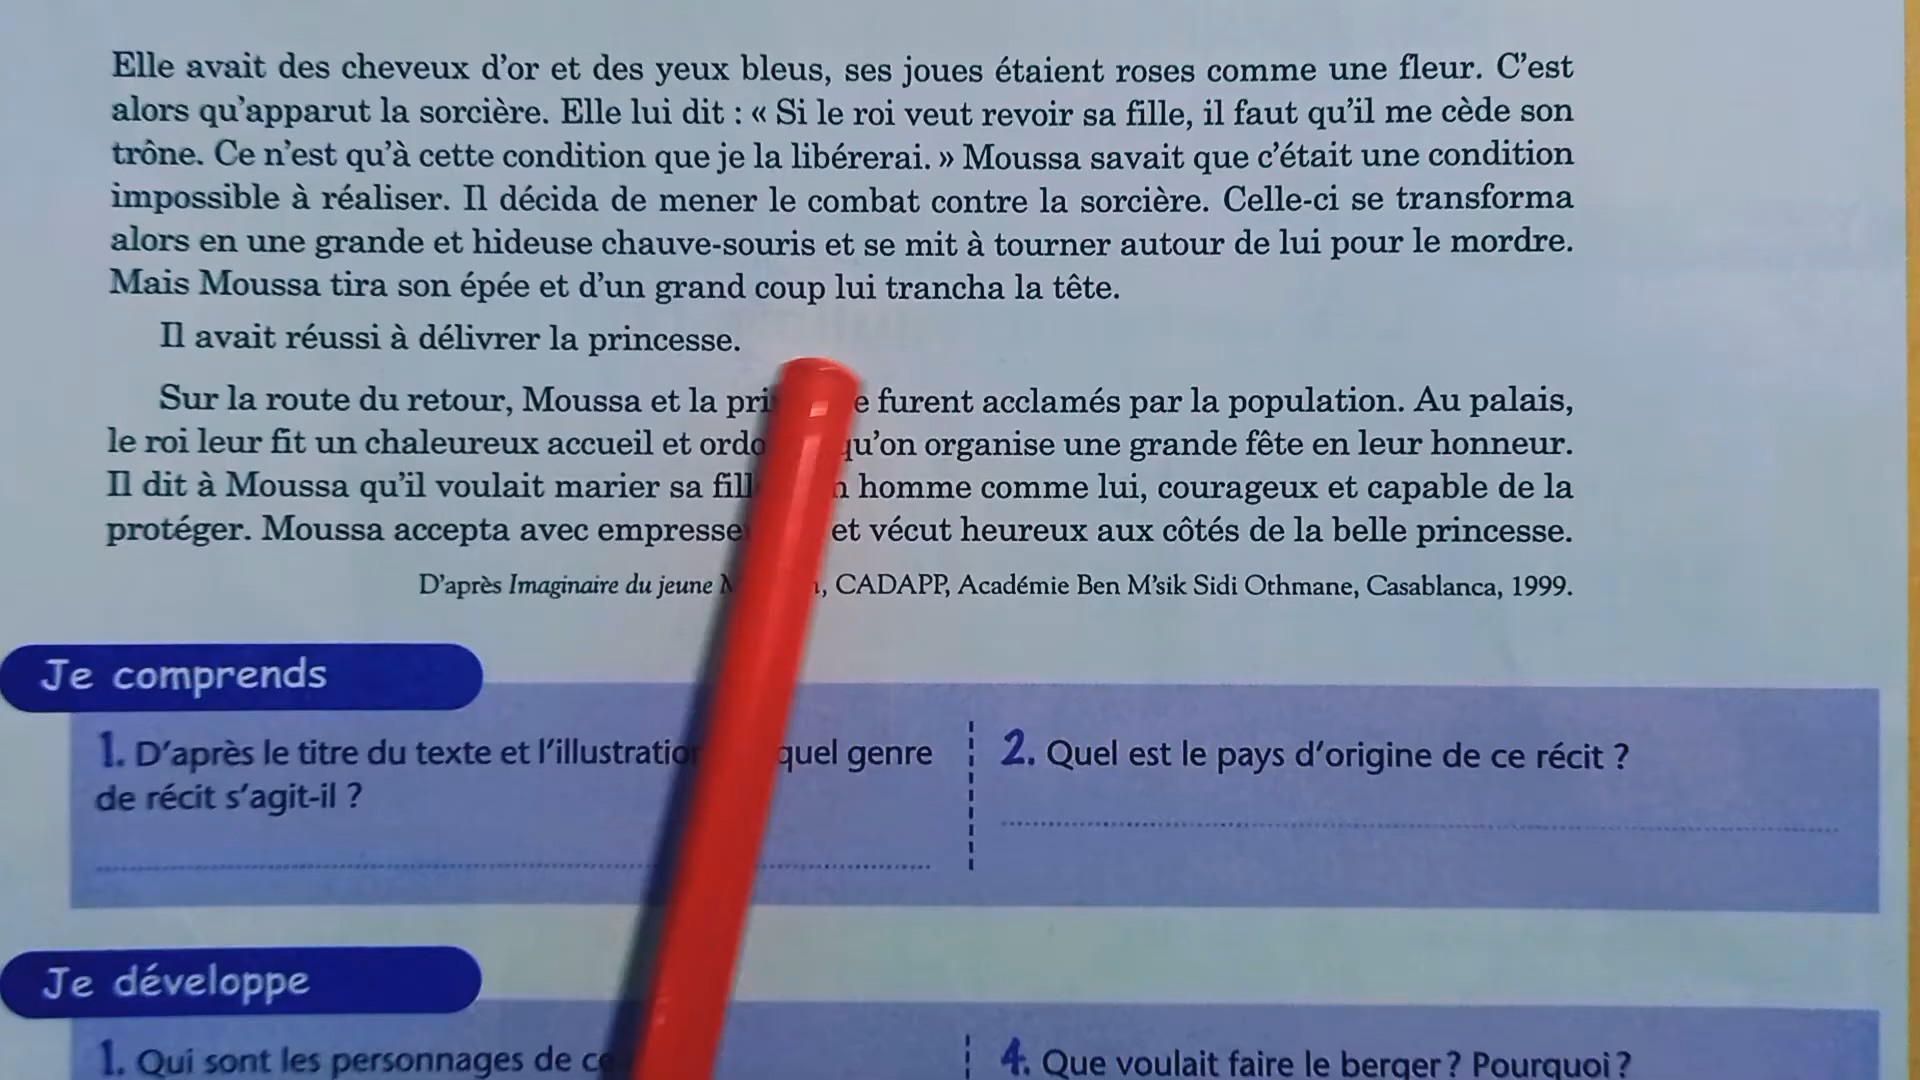 Elle avait des cheveux d'or et des yeux bleus, ses joues étaient roses comme une fleur. C'est
alors qu'apparut la sorcière. Elle lui dit : « Si le roi veut revoir sa fille, il faut qu'il me cède son
trône. Ce n'est qu'à cette condition que je la libérerai. » Moussa savait que c'était une condition
impossible à réaliser. Il décida de mener le combat contre la sorcière. Celle-ci se transforma
alors en une grande et hideuse chauve-souris et se mit à tourner autour de lui pour le mordre.
Mais Moussa tira son épée et d'un grand coup lui trancha la tête.
Il avait réussi à délivrer la princesse.
Sur la route du retour, Moussa et la furent acclamés par la population. Au palais,
le roi leur fit un chaleureux accueil et qu'on organise une grande fête en leur honneur.
Il dit à Moussa qu'il voulait marier sa homme comme lui, courageux et capable de la
protéger. Moussa accepta avec et vécut heureux aux côtés de la belle princesse.
D'après Imaginaire du jeune CADAPP, Académie Ben M'sik Sidi Othmane, Casablanca, 1999.
Je comprends
1. D'après le titre du texte et quel genre
de récit s'agit-il ?
2. Quel est le pays d'origine de ce récit ?
Je développe
1. Qui sont les personnages de
4. Que voulait faire le berger ? Pourquoi ?